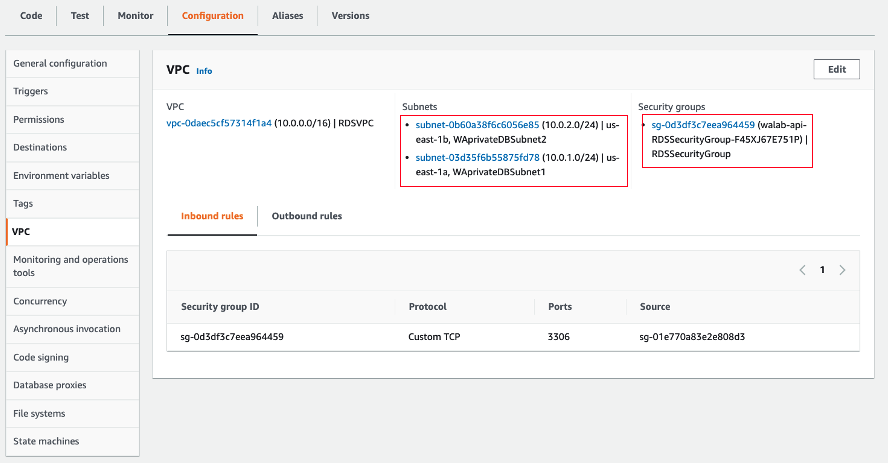 Code Test Monitor Configuration Aliases Versions
General configuration
Triggers
Permissions
Destinations
Environment variables
Tags
VPC
Monitoring and operations
tools
Concurrency
Asynchronous invocation
Code signing
Database proxies
File systems
State machines
VPC Info
Edit
VPC
vpc-0daec5cf57314f1a4 (10.0.0.0/16) | RDSVPC
Subnets
• subnet-0b60a38f6c6056e85 (10.0.2.0/24) | us-
east-1b, WAprivateDBSubnet2
• subnet-03d35f6b55875fd78 (10.0.1.0/24) | us-
east-1a, WAprivateDBSubnet1
Security groups
• sg-0d3df3c7eea964459 (walab-api-
RDSSecurityGroup-F45XJ67E751P) |
RDSSecurityGroup
Inbound rules Outbound rules
1
Security group ID Protocol Ports Source
sg-0d3df3c7eea964459 Custom TCP 3306 sg-01e770a83e2e808d3